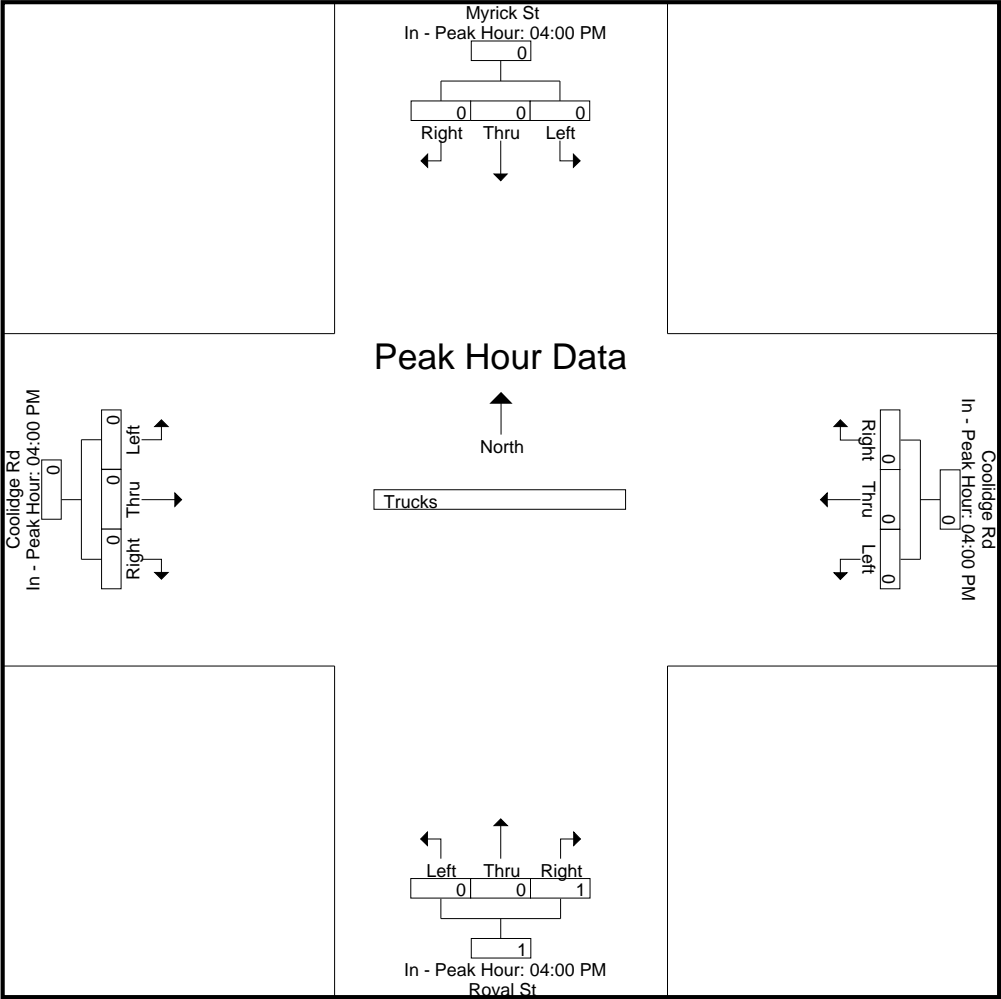 Myrick St
In - Peak Hour: 04:00 PM
0
0 0 0
Right Thru Left
Peak Hour Data
North
Trucks
Coolidge Rd
In - Peak Hour: 04:00 PM
0
0 0 0
Left Thru Right
Coolidge Rd
In - Peak Hour: 04:00 PM
0
0 0 0
Right Thru Left
Left Thru Right
0 0 1
1
In - Peak Hour: 04:00 PM
Royal St